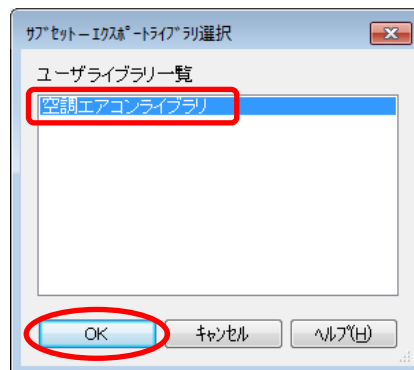 ｻﾌﾞｾｯﾄ－ｴｸｽﾎﾟｰﾄﾗｲﾌﾞﾗﾘ選択
ユーザライブラリ一覧
空調エアコンライブラリ
OK
ｷｬﾝｾﾙ
ﾍﾙﾌﾟ(H)